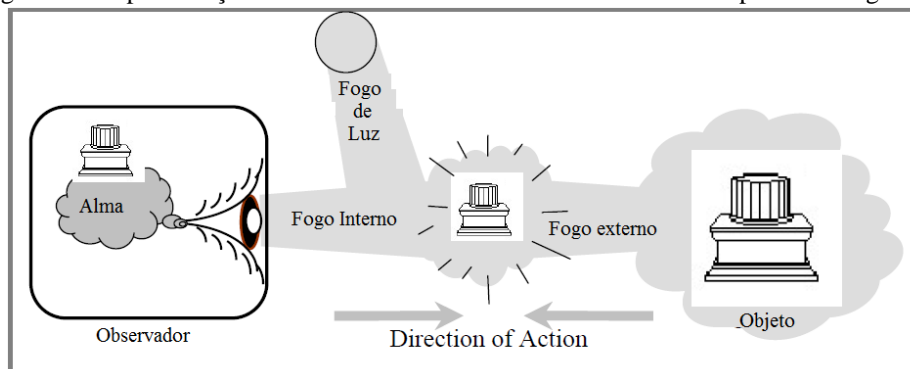 Fogo
de
Luz
Alma
Fogo Interno
Fogo externo
Observador
Direction of Action
Objeto